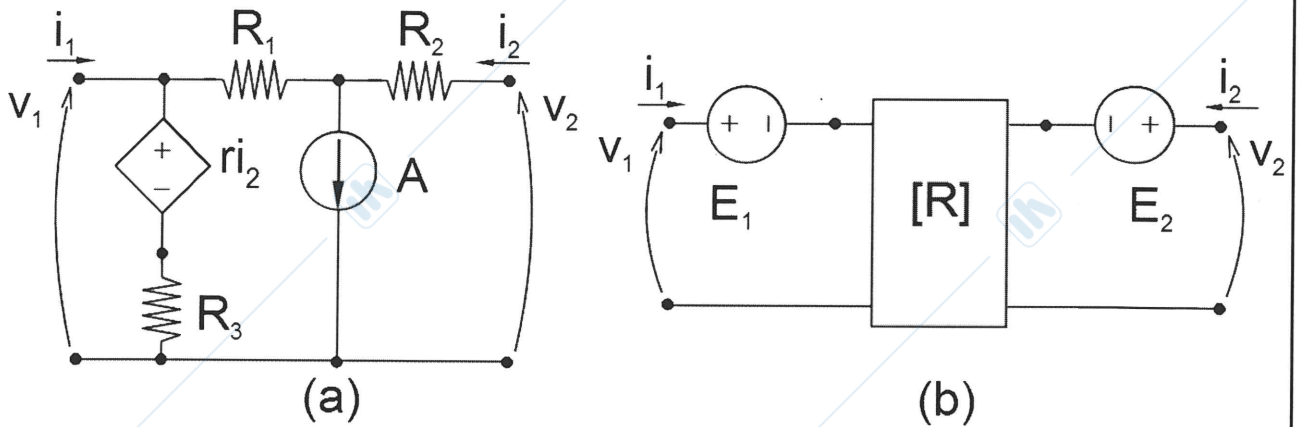 i₁ R₁ R₂ i₂
v₁ + − ri₂ A v₂
R₃
(a)
i₁ i₂
+ − − +
v₁ E₁ [R] E₂ v₂
(b)